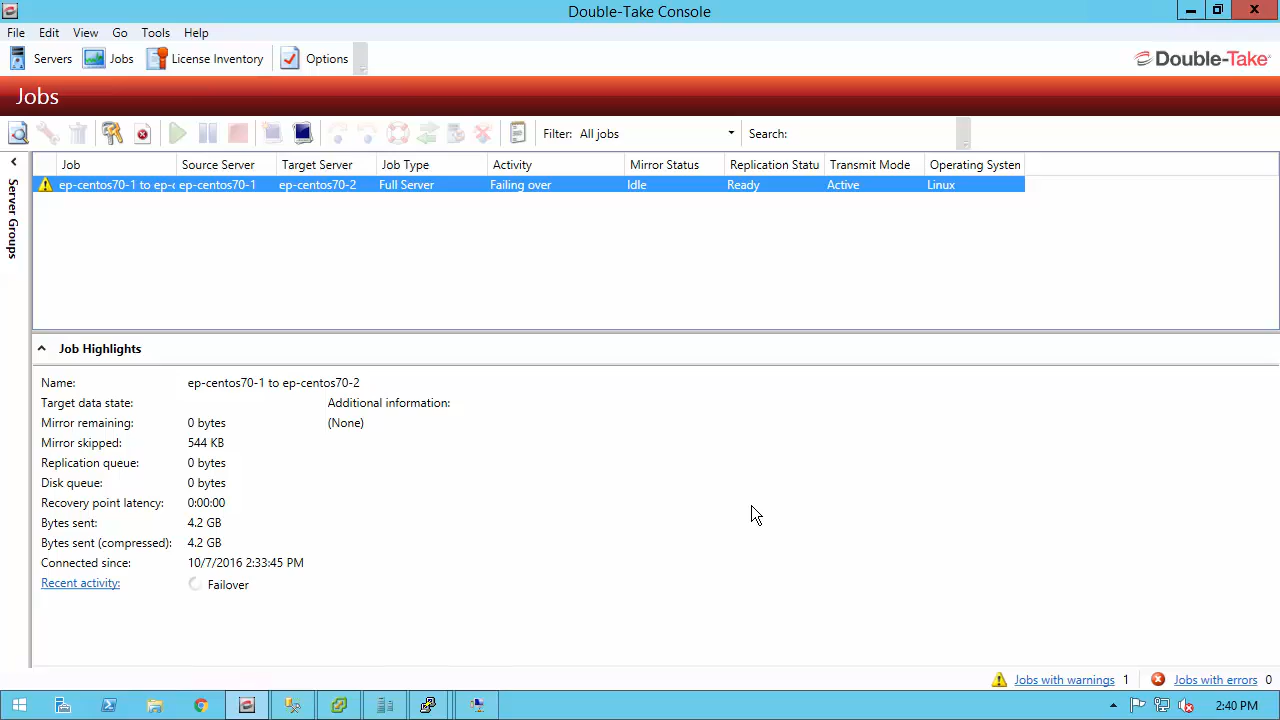 Double-Take Console
File Edit View Go Tools Help
Servers Jobs License Inventory Options Double-Take
Jobs
Filter: All jobs Search:
Job Source Server Target Server Job Type Activity Mirror Status Replication Statu Transmit Mode Operating System
ep-centos70-1 to ep-c ep-centos70-1 ep-centos70-2 Full Server Failing over Idle Ready Active Linux
Server Groups
Job Highlights
Name: ep-centos70-1 to ep-centos70-2
Target data state: Additional information:
Mirror remaining: 0 bytes (None)
Mirror skipped: 544 KB
Replication queue: 0 bytes
Disk queue: 0 bytes
Recovery point latency: 0:00:00
Bytes sent: 4.2 GB
Bytes sent (compressed): 4.2 GB
Connected since: 10/7/2016 2:33:45 PM
Recent activity: Failover
Jobs with warnings 1 Jobs with errors 0
2:40 PM